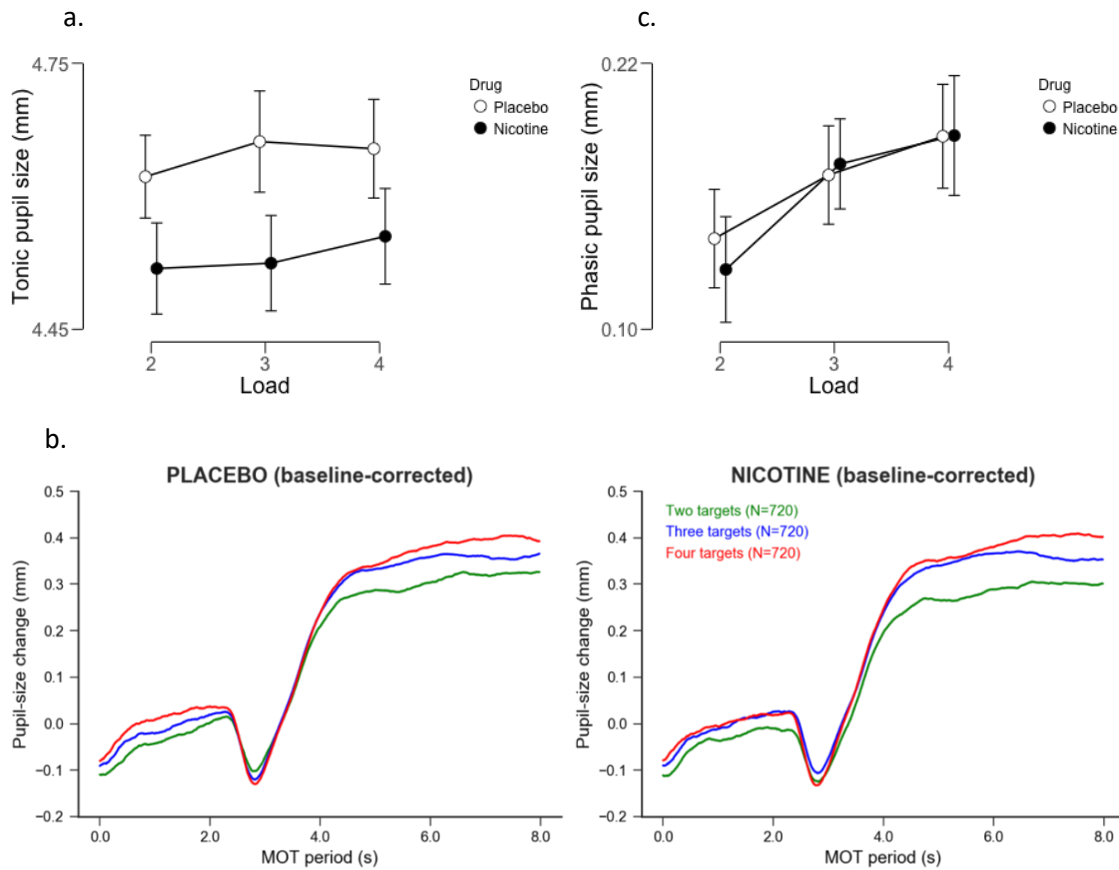 a.
Tonic pupil size (mm)
4.75
4.45
2 3 4
Load
Drug
Placebo
Nicotine
c.
Phasic pupil size (mm)
0.22
0.10
2 3 4
Load
Drug
Placebo
Nicotine
b.
PLACEBO (baseline-corrected)
Pupil-size change (mm)
0.5
0.4
0.3
0.2
0.1
0.0
−0.1
−0.2
0.0 2.0 4.0 6.0 8.0
MOT period (s)
NICOTINE (baseline-corrected)
Two targets (N=720)
Three targets (N=720)
Four targets (N=720)
Pupil-size change (mm)
0.5
0.4
0.3
0.2
0.1
0.0
−0.1
−0.2
0.0 2.0 4.0 6.0 8.0
MOT period (s)